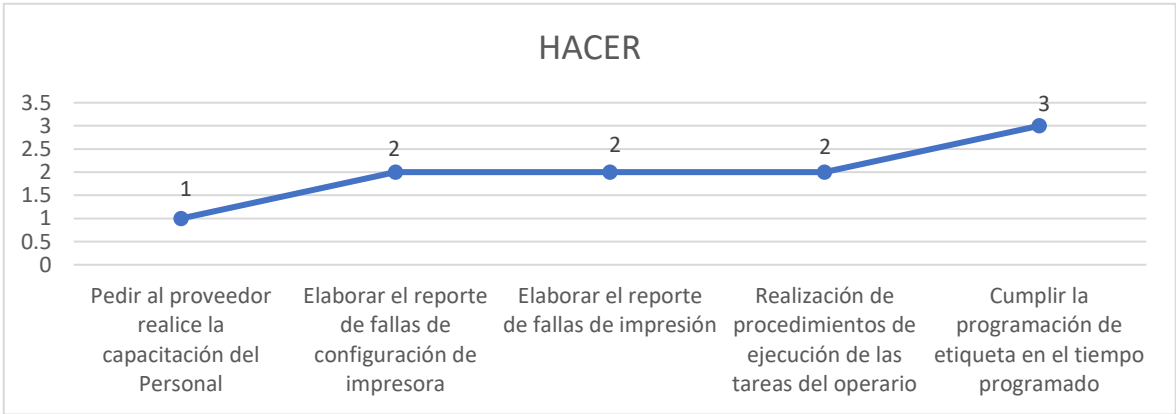 HACER
3.5
3
2.5
2
1.5
1
0.5
0
1
2
2
2
3
Pedir al proveedor
realice la
capacitación del
Personal
Elaborar el reporte
de fallas de
configuración de
impresora
Elaborar el reporte
de fallas de impresión
Realización de
procedimientos de
ejecución de las
tareas del operario
Cumplir la
programación de
etiqueta en el tiempo
programado